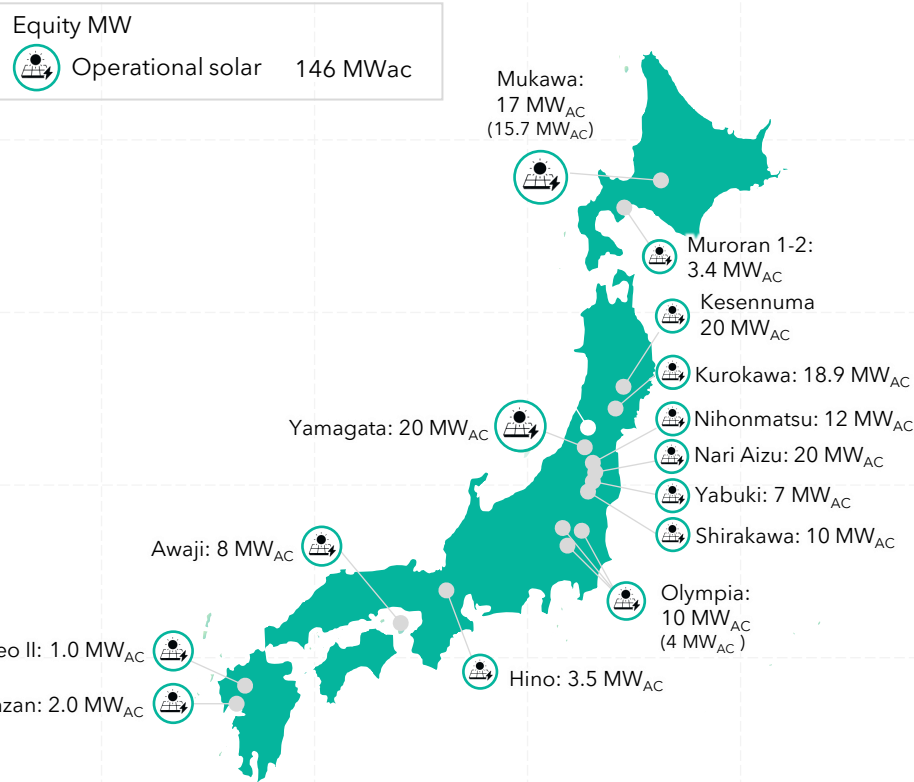 Equity MW
Operational solar 146 MWac
Mukawa:
17 MWAC
(15.7 MWAC)
Muroran 1-2:
3.4 MWAC
Kesennuma
20 MWAC
Kurokawa: 18.9 MWAC
Yamagata: 20 MWAC
Nihonmatsu: 12 MWAC
Nari Aizu: 20 MWAC
Yabuki: 7 MWAC
Shirakawa: 10 MWAC
Awaji: 8 MWAC
Olympia:
10 MWAC
(4 MWAC )
II: 1.0 MWAC
Hino: 3.5 MWAC
2.0 MWAC